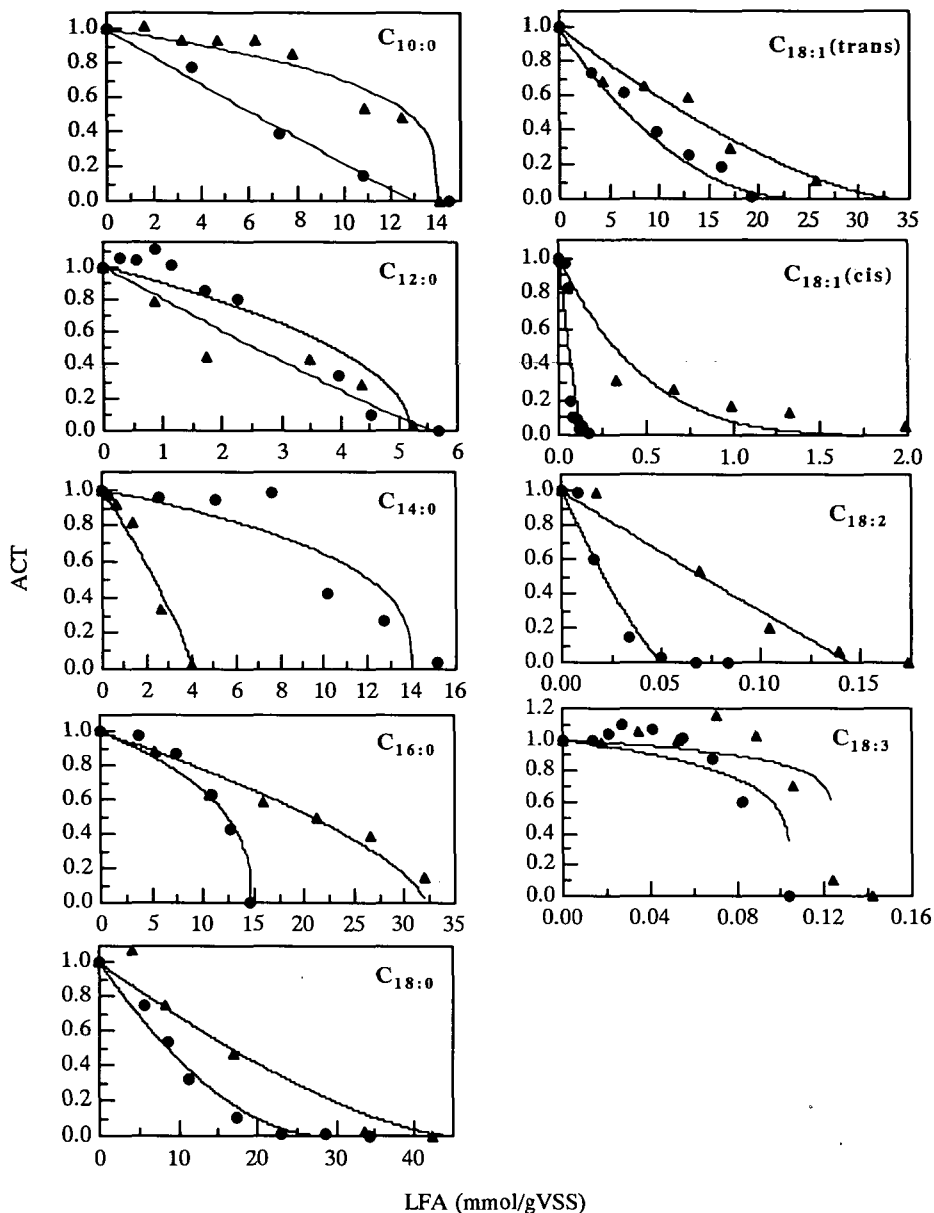 1.0
0.8
0.6
0.4
0.2
0.0
C10:0
0 2 4 6 8 10 12 14
1.0
0.8
0.6
0.4
0.2
0.0
C18:1(trans)
0 5 10 15 20 25 30 35
1.0
0.8
0.6
0.4
0.2
0.0
C12:0
0 1 2 3 4 5 6
1.0
0.8
0.6
0.4
0.2
0.0
C18:1(cis)
0.0 0.5 1.0 1.5 2.0
ACT
1.0
0.8
0.6
0.4
0.2
0.0
C14:0
0 2 4 6 8 10 12 14 16
1.0
0.8
0.6
0.4
0.2
0.0
C18:2
0.00 0.05 0.10 0.15
1.0
0.8
0.6
0.4
0.2
0.0
C16:0
0 5 10 15 20 25 30 35
1.2
1.0
0.8
0.6
0.4
0.2
0.0
C18:3
0.00 0.04 0.08 0.12 0.16
1.0
0.8
0.6
0.4
0.2
0.0
C18:0
0 10 20 30 40
LFA (mmol/gVSS)